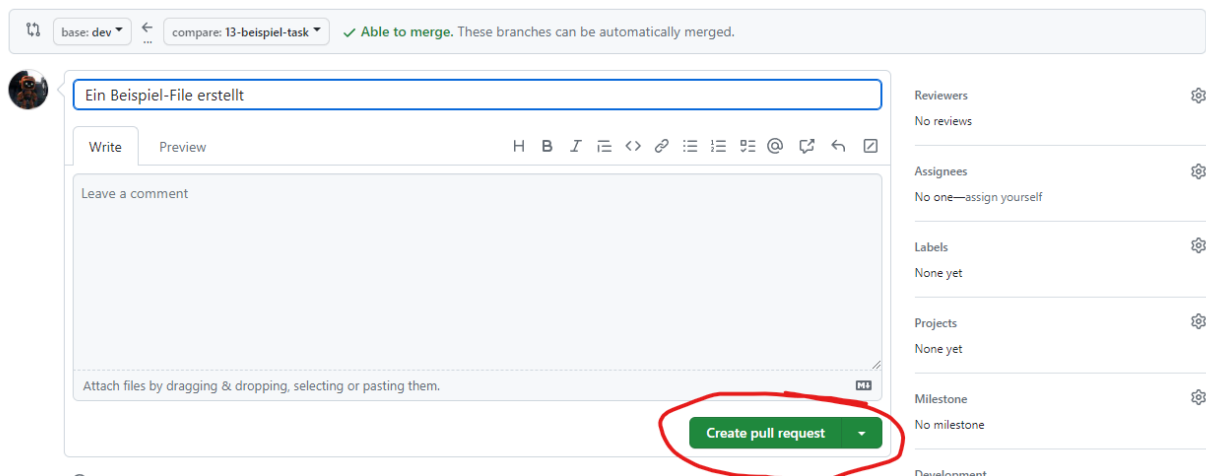 base: dev compare: 13-beispiel-task Able to merge. These branches can be automatically merged.
Ein Beispiel-File erstellt
Write Preview
Leave a comment
Attach files by dragging & dropping, selecting or pasting them.
Create pull request
Reviewers
No reviews
Assignees
No one—assign yourself
Labels
None yet
Projects
None yet
Milestone
No milestone
Development